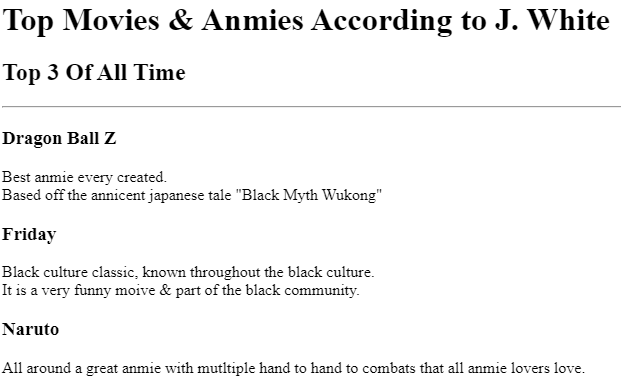 Top Movies & Anmies According to J. White
Top 3 Of All Time
Dragon Ball Z
Best anmie every created.
Based off the annicent japanese tale "Black Myth Wukong"
Friday
Black culture classic, known throughout the black culture.
It is a very funny moive & part of the black community.
Naruto
All around a great anmie with mutltiple hand to hand to combats that all anmie lovers love.